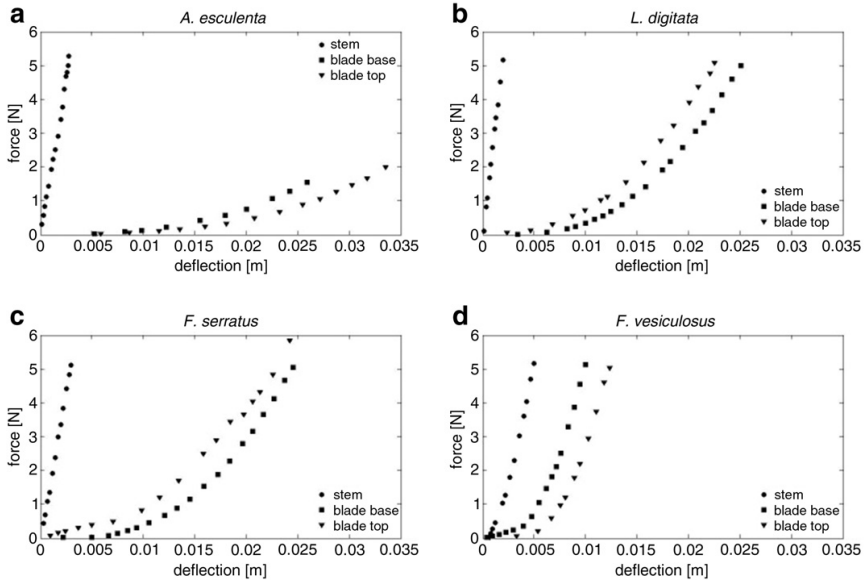 a
A. esculenta
6
5
4
3
2
1
0
force [N]
stem
blade base
blade top
0 0.005 0.01 0.015 0.02 0.025 0.03 0.035
deflection [m]
b
L. digitata
6
5
4
3
2
1
0
force [N]
stem
blade base
blade top
0 0.005 0.01 0.015 0.02 0.025 0.03 0.035
deflection [m]
c
F. serratus
6
5
4
3
2
1
0
force [N]
stem
blade base
blade top
0 0.005 0.01 0.015 0.02 0.025 0.03 0.035
deflection [m]
d
F. vesiculosus
6
5
4
3
2
1
0
force [N]
stem
blade base
blade top
0 0.005 0.01 0.015 0.02 0.025 0.03 0.035
deflection [m]